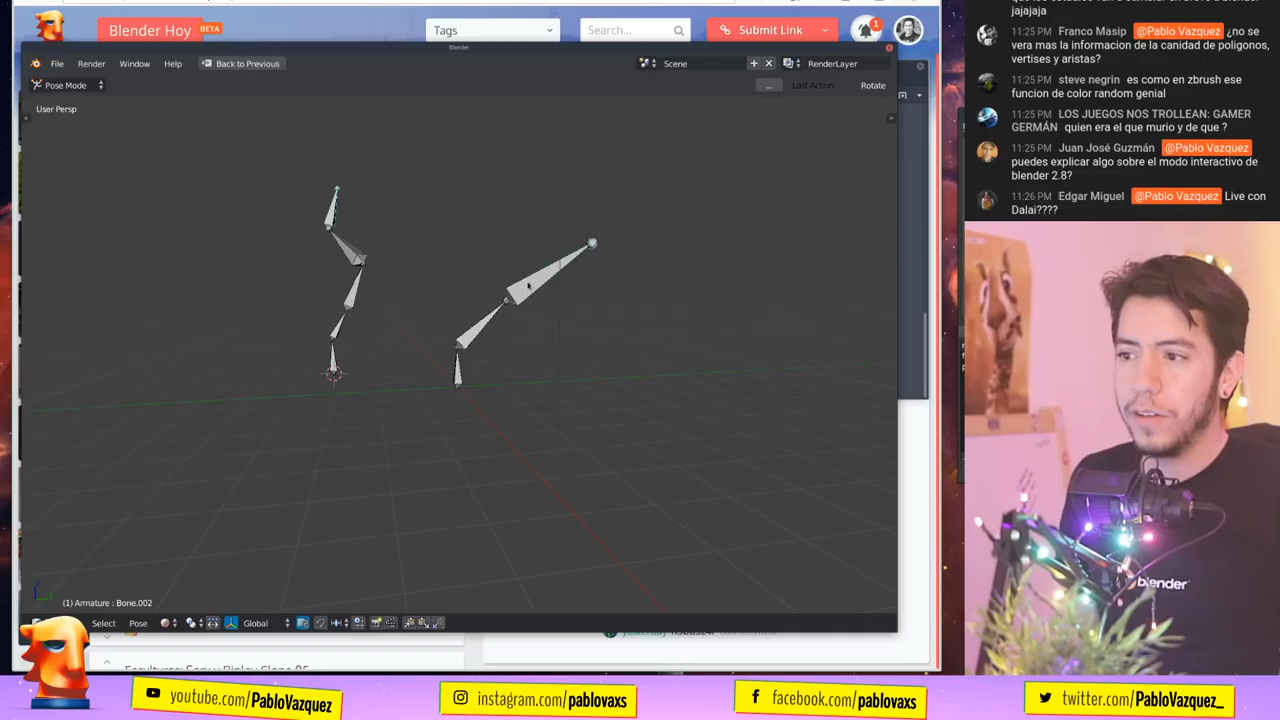 Blender Hoy BETA
Tags
Search...
Submit Link
1
Blender
File Render Window Help Back to Previous
Scene
RenderLayer
Pose Mode
...
Last Action:
Rotate
User Persp
(1) Armature : Bone.002
Select Pose
Global
jajajaja
11:25 PM Franco Masip @Pablo Vazquez ¿no se
vera mas la informacion de la canidad de poligonos,
vertises y aristas?
11:25 PM steve negrin es como en zbrush ese
funcion de color random genial
11:25 PM LOS JUEGOS NOS TROLLEAN: GAMER
GERMÁN quien era el que murio y de que ?
11:25 PM Juan José Guzmán @Pablo Vazquez
puedes explicar algo sobre el modo interactivo de
blender 2.8?
11:26 PM Edgar Miguel @Pablo Vazquez Live con
Dalai????
blender
youtube.com/PabloVazquez
instagram.com/pablovaxs
facebook.com/pablovaxs
twitter.com/PabloVazquez_